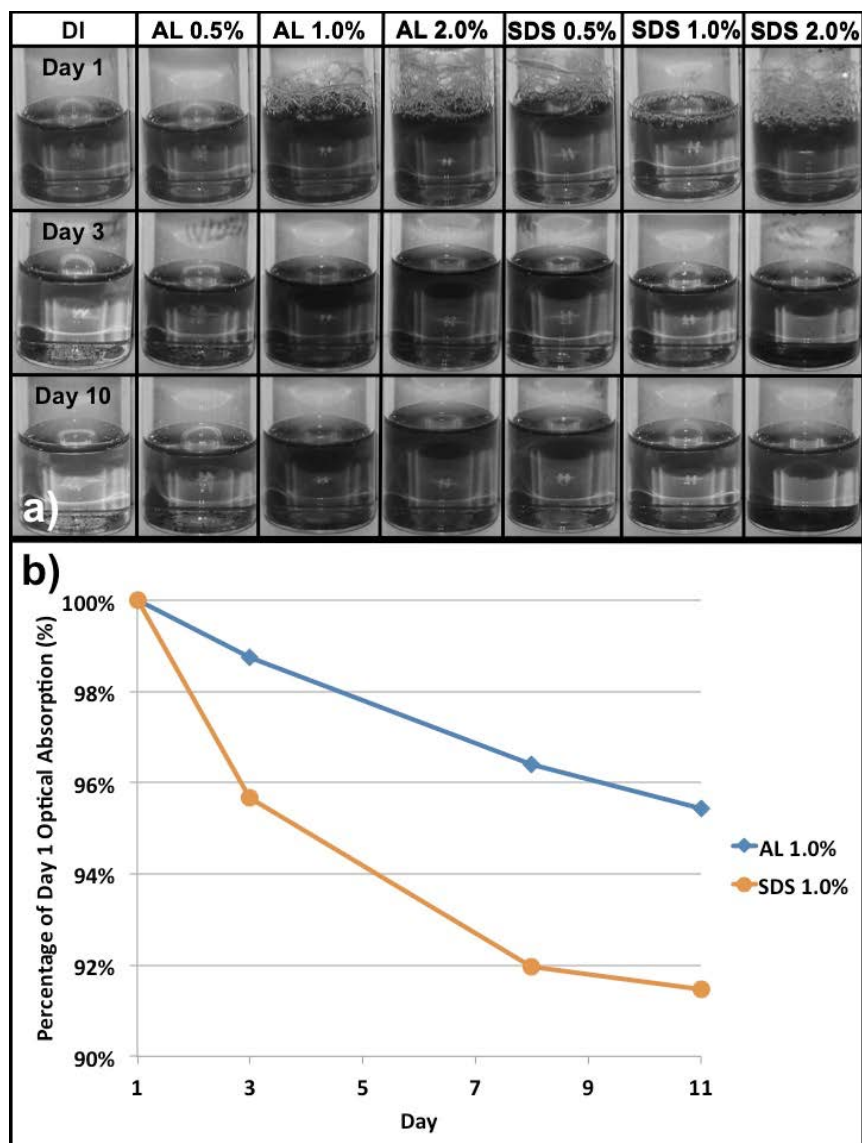 DI AL 0.5% AL 1.0% AL 2.0% SDS 0.5% SDS 1.0% SDS 2.0%
Day 1
Day 3
Day 10
a)
b)
Percentage of Day 1 Optical Absorption (%)
100%
98%
96%
94%
92%
90%
1 3 5 7 9 11
Day
AL 1.0%
SDS 1.0%